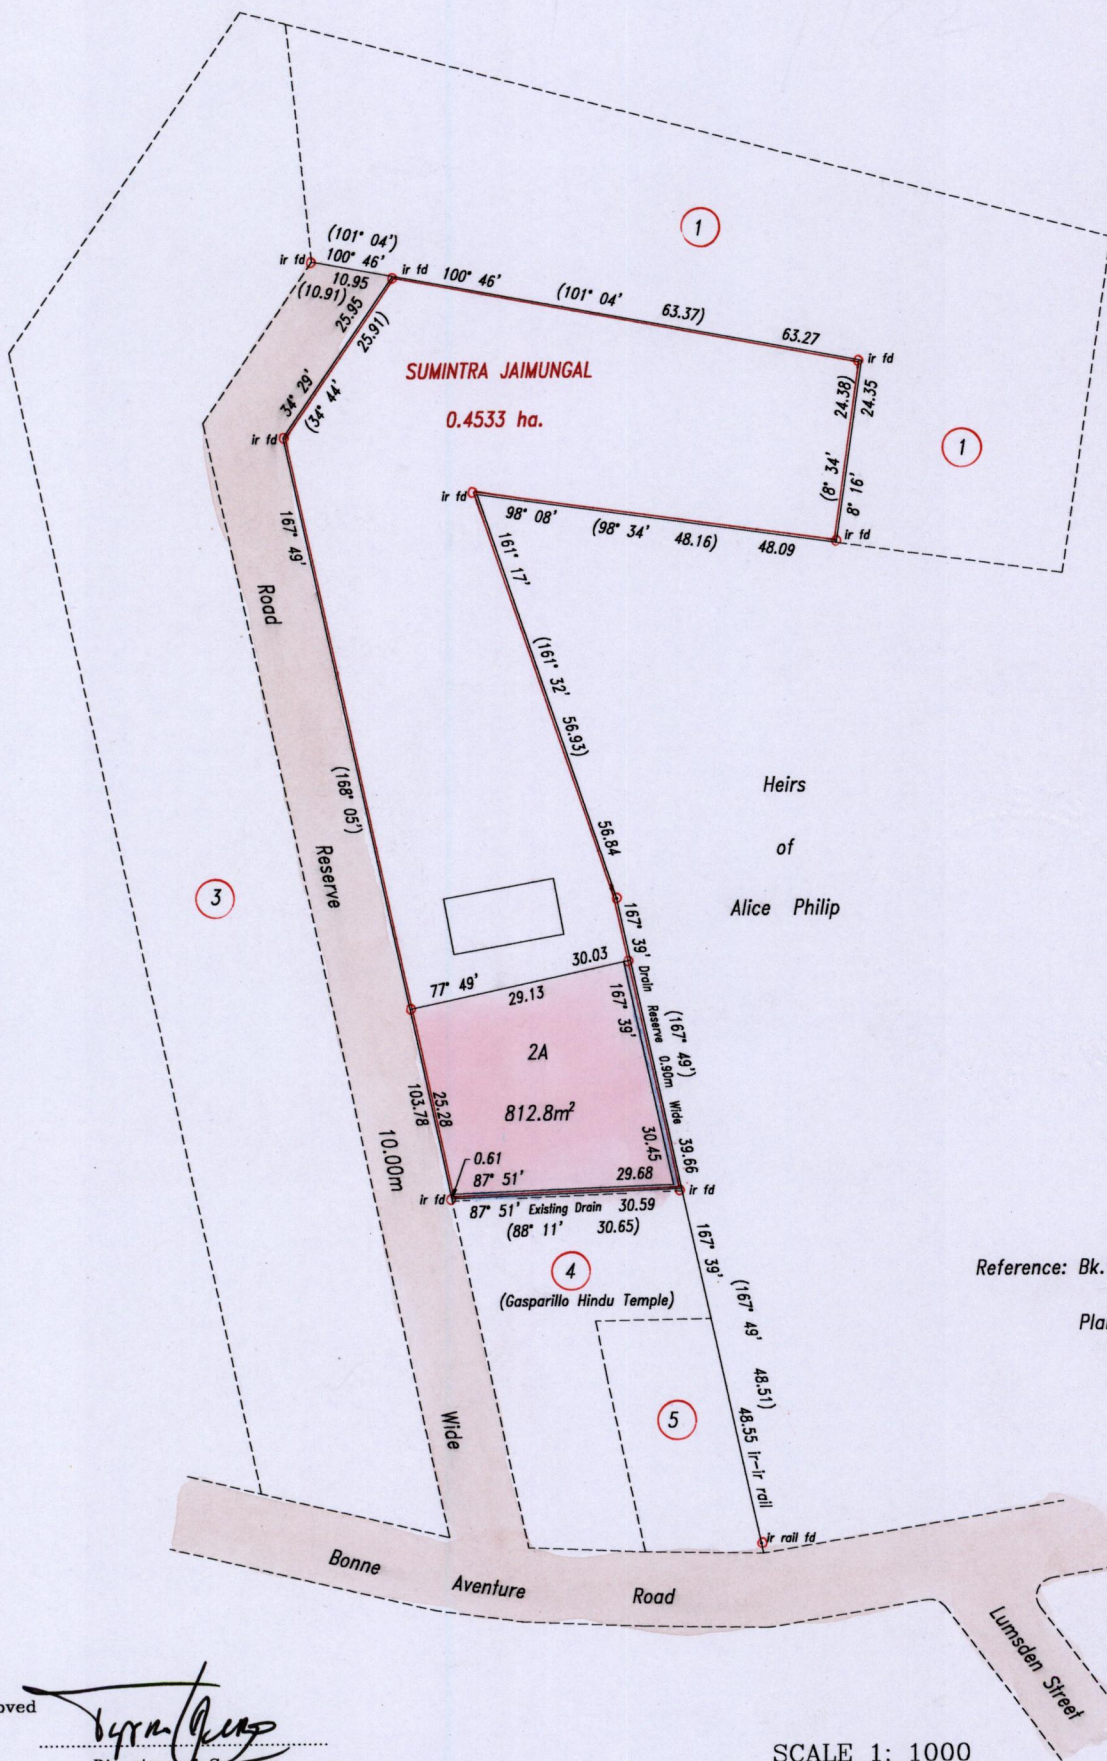 1
(101° 04')
100° 46'
ir fd
10.95
(10.91)
ir fd
100° 46'
(101° 04'
63.37)
63.27
ir fd
25.95
25.91)
34° 29'
(34° 44'
ir fd
SUMINTRA JAIMUNGAL
0.4533 ha.
24.38)
24.35
(8° 34'
8° 16'
1
ir fd
ir fd
98° 08'
(98° 34'
48.16)
48.09
167° 49'
161° 17'
Road
(161° 32'
56.93)
56.84
(168° 05')
Heirs
of
Alice Philip
Reserve
3
167° 39'
Drain Reserve 0.90m Wide
(167° 49')
39.66
30.03
77° 49'
29.13
167° 39'
2A
812.8m²
25.28
103.78
30.45
10.00m
0.61
87° 51'
29.68
ir fd
ir fd
87° 51' Existing Drain 30.59
(88° 11' 30.65)
4
(Gasparillo Hindu Temple)
167° 39'
(167° 49'
48.51)
48.55 ir-ir rail
Reference: Bk.
5
Wide
ir rail fd
Bonne Aventure Road
Lumsden Street
SCALE 1: 1000